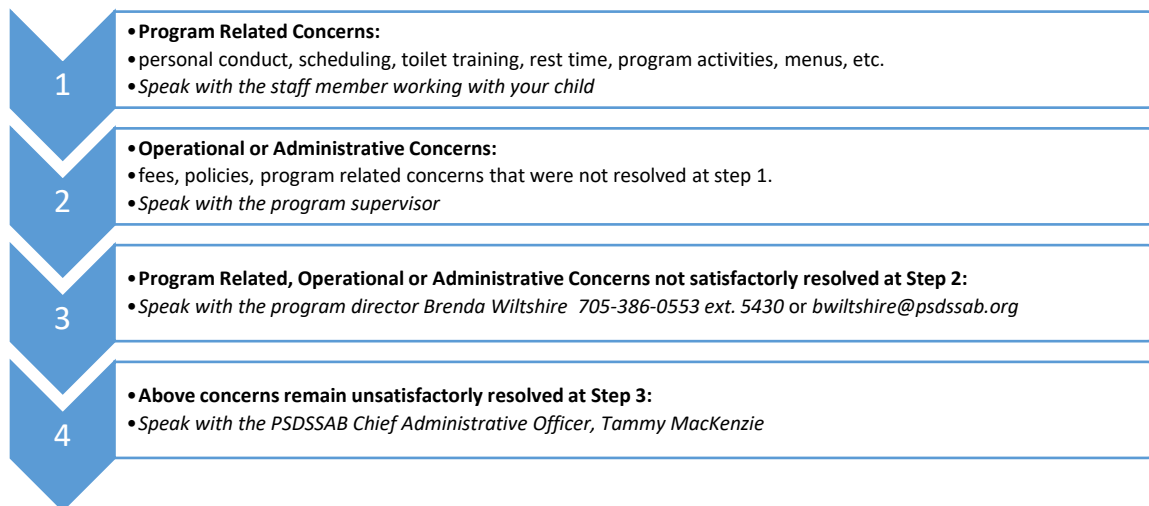 1
•Program Related Concerns:
•personal conduct, scheduling, toilet training, rest time, program activities, menus, etc.
•Speak with the staff member working with your child
2
•Operational or Administrative Concerns:
•fees, policies, program related concerns that were not resolved at step 1.
•Speak with the program supervisor
3
•Program Related, Operational or Administrative Concerns not satisfactorily resolved at Step 2:
•Speak with the program director Brenda Wiltshire  705-386-0553 ext. 5430 or bwiltshire@psdssab.org
4
•Above concerns remain unsatisfactorily resolved at Step 3:
•Speak with the PSDSSAB Chief Administrative Officer, Tammy MacKenzie